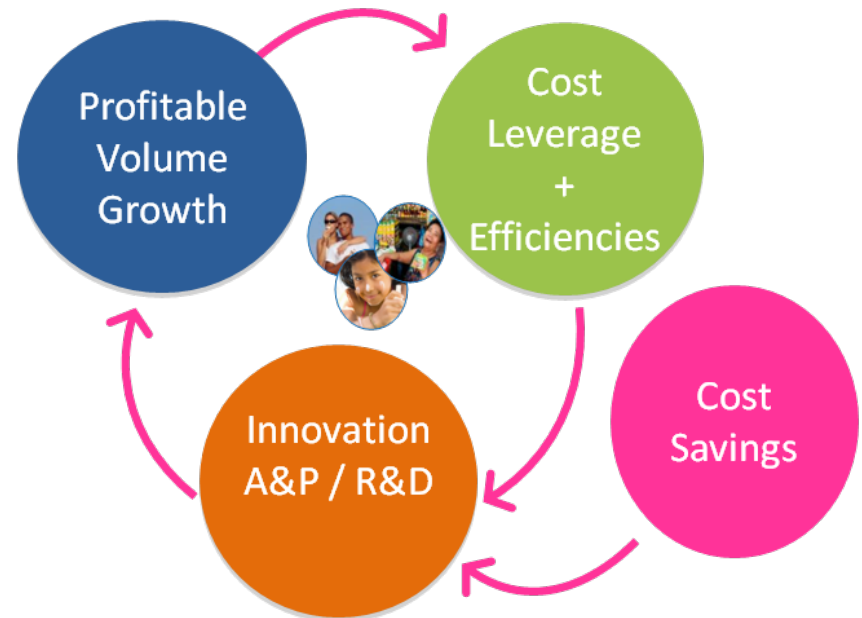 Profitable
Volume
Growth
Cost
Leverage
+
Efficiencies
Innovation
A&P / R&D
Cost
Savings